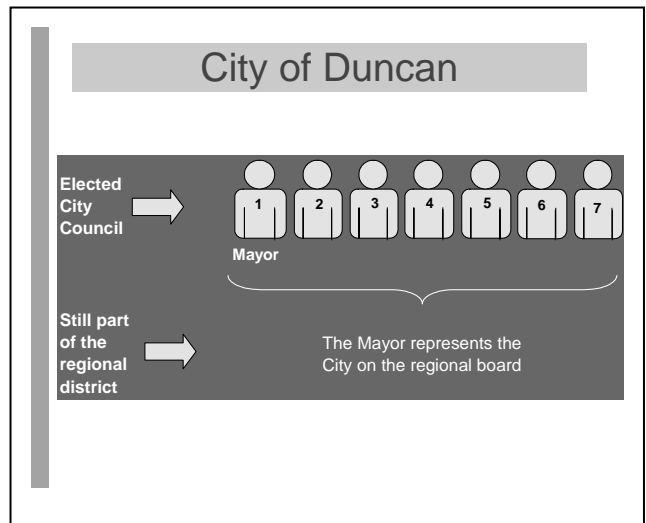 City of Duncan
Elected
City
Council
1 2 3 4 5 6 7
Mayor
Still part
of the
regional
district
The Mayor represents the
City on the regional board